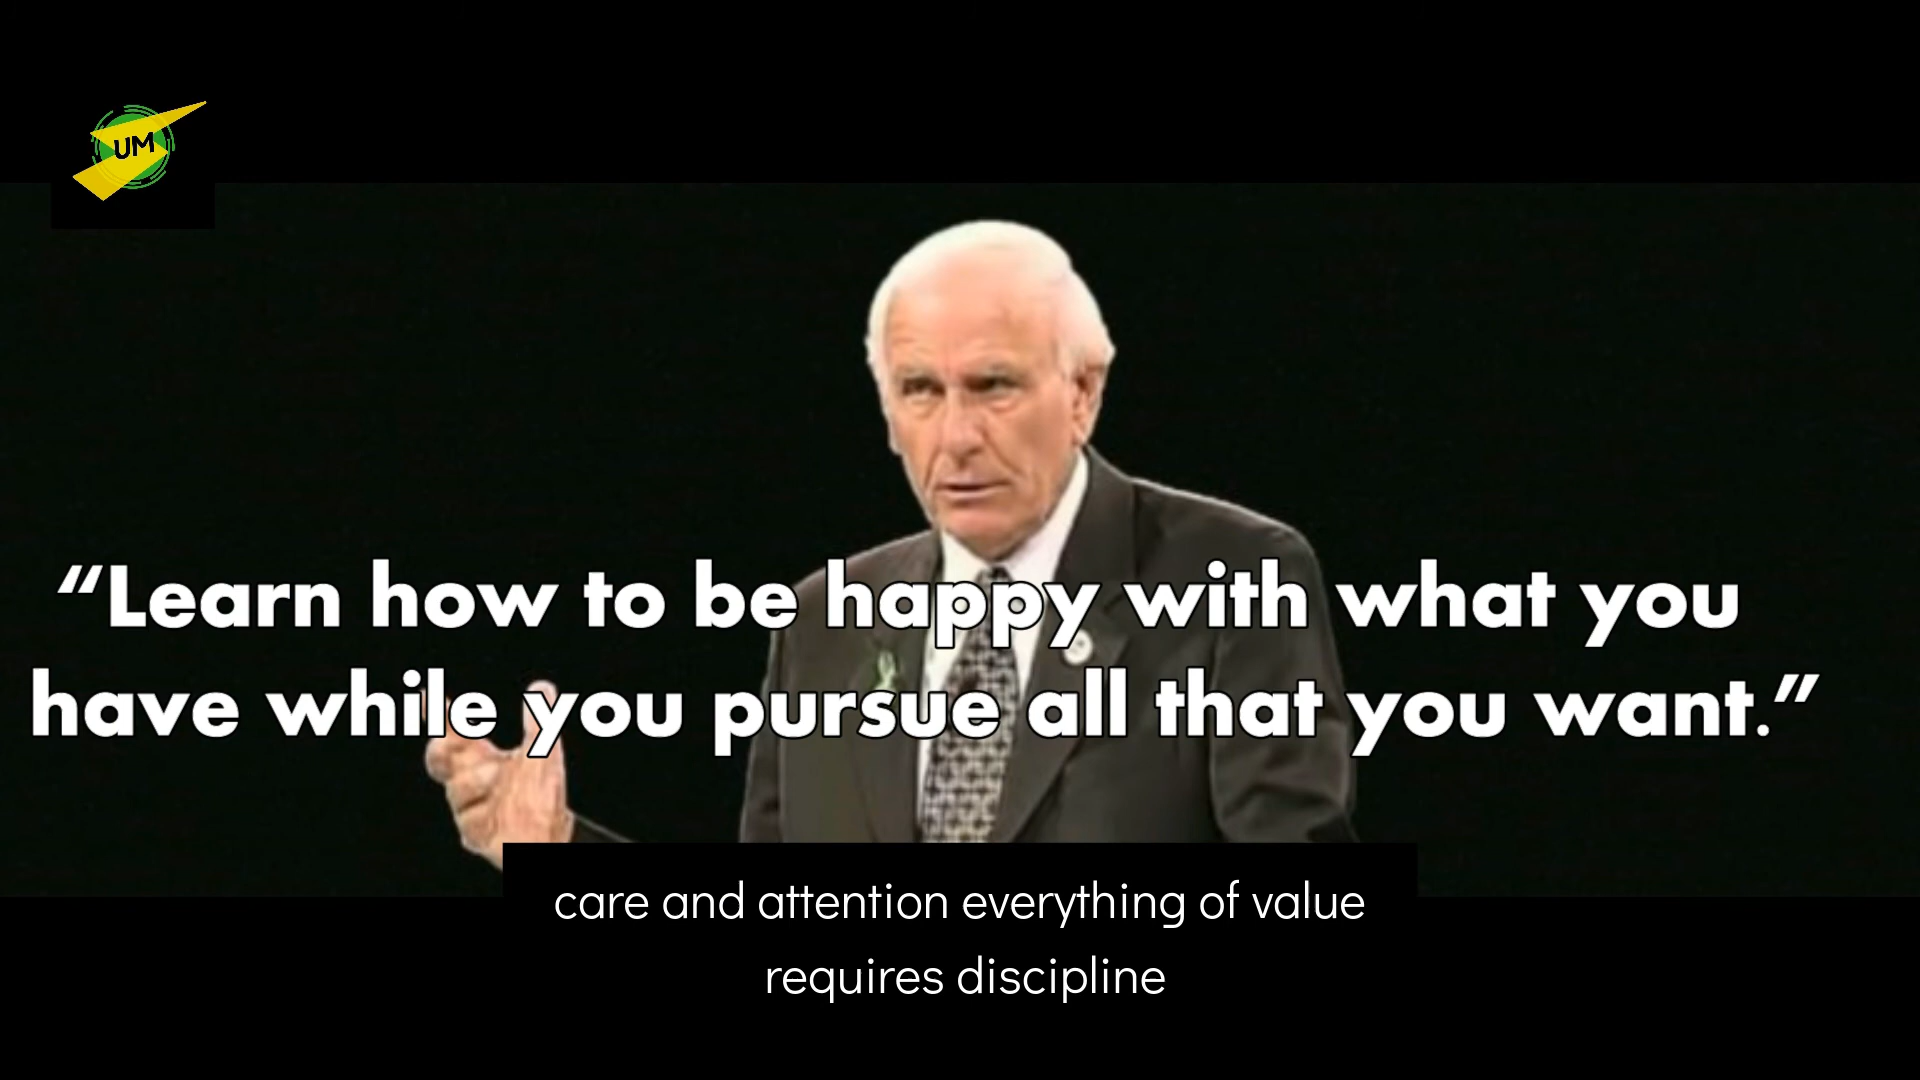 UM
“Learn how to be happy with what you
have while you pursue all that you want.”
care and attention everything of value
requires discipline